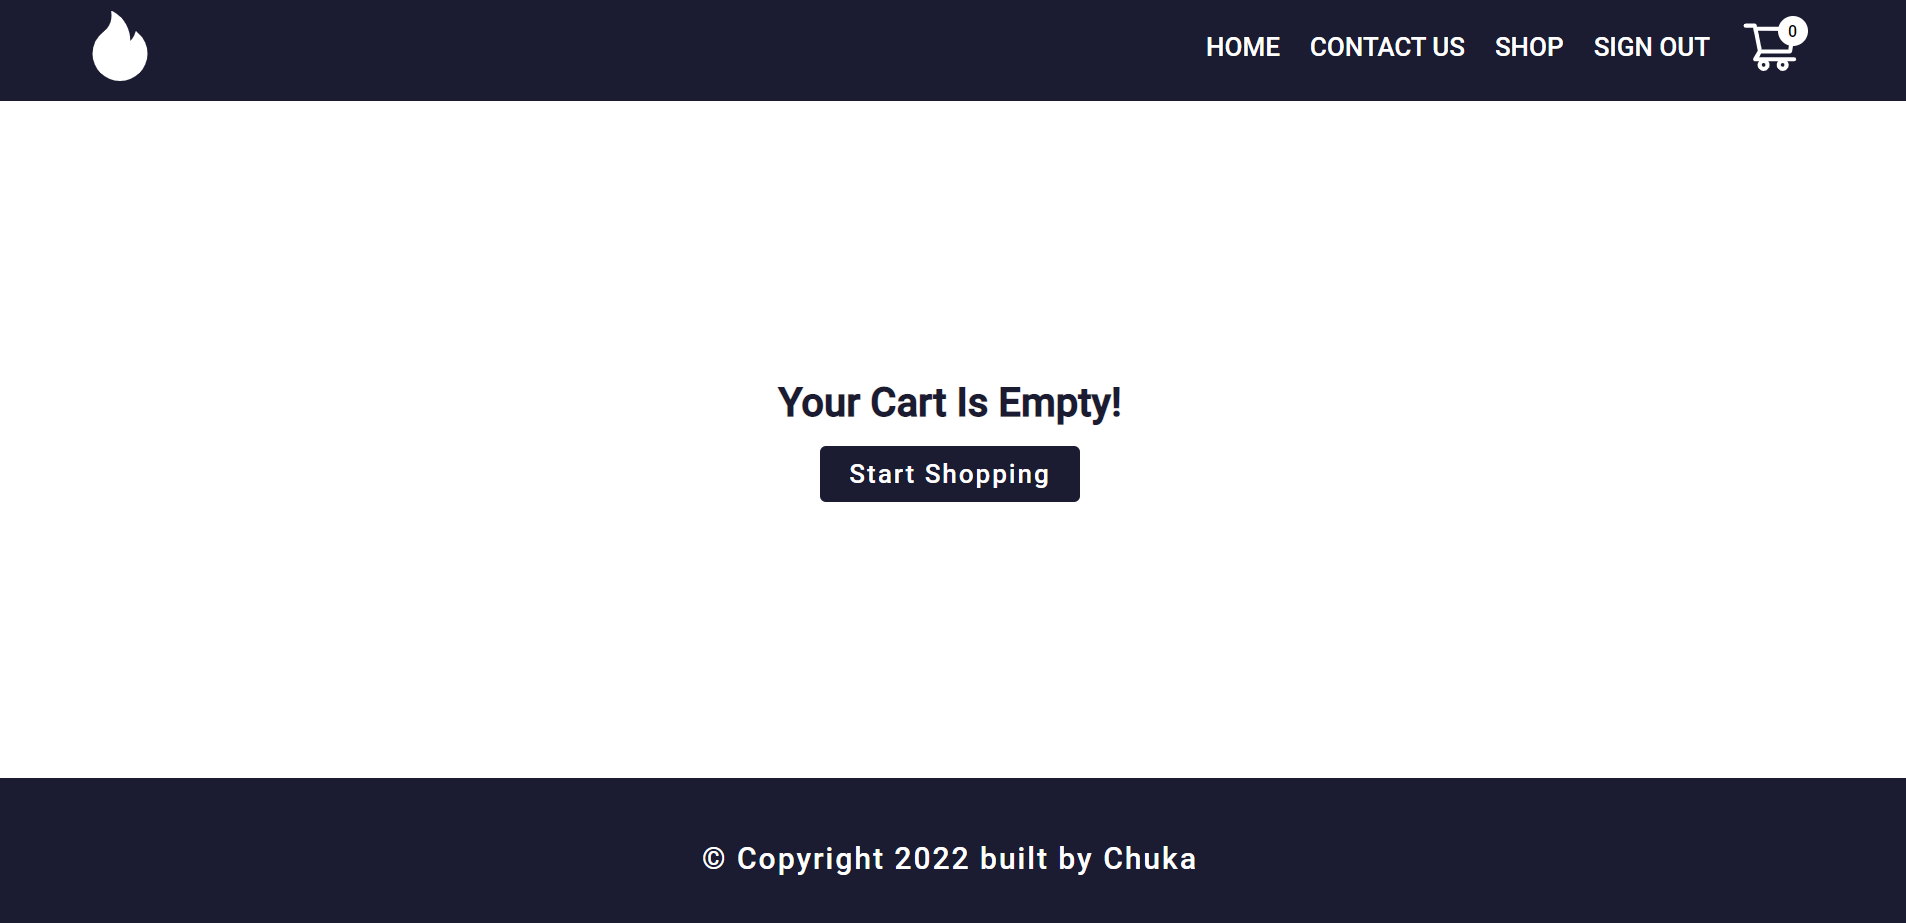 HOME CONTACT US SHOP SIGN OUT 0
Your Cart Is Empty!
Start Shopping
© Copyright 2022 built by Chuka